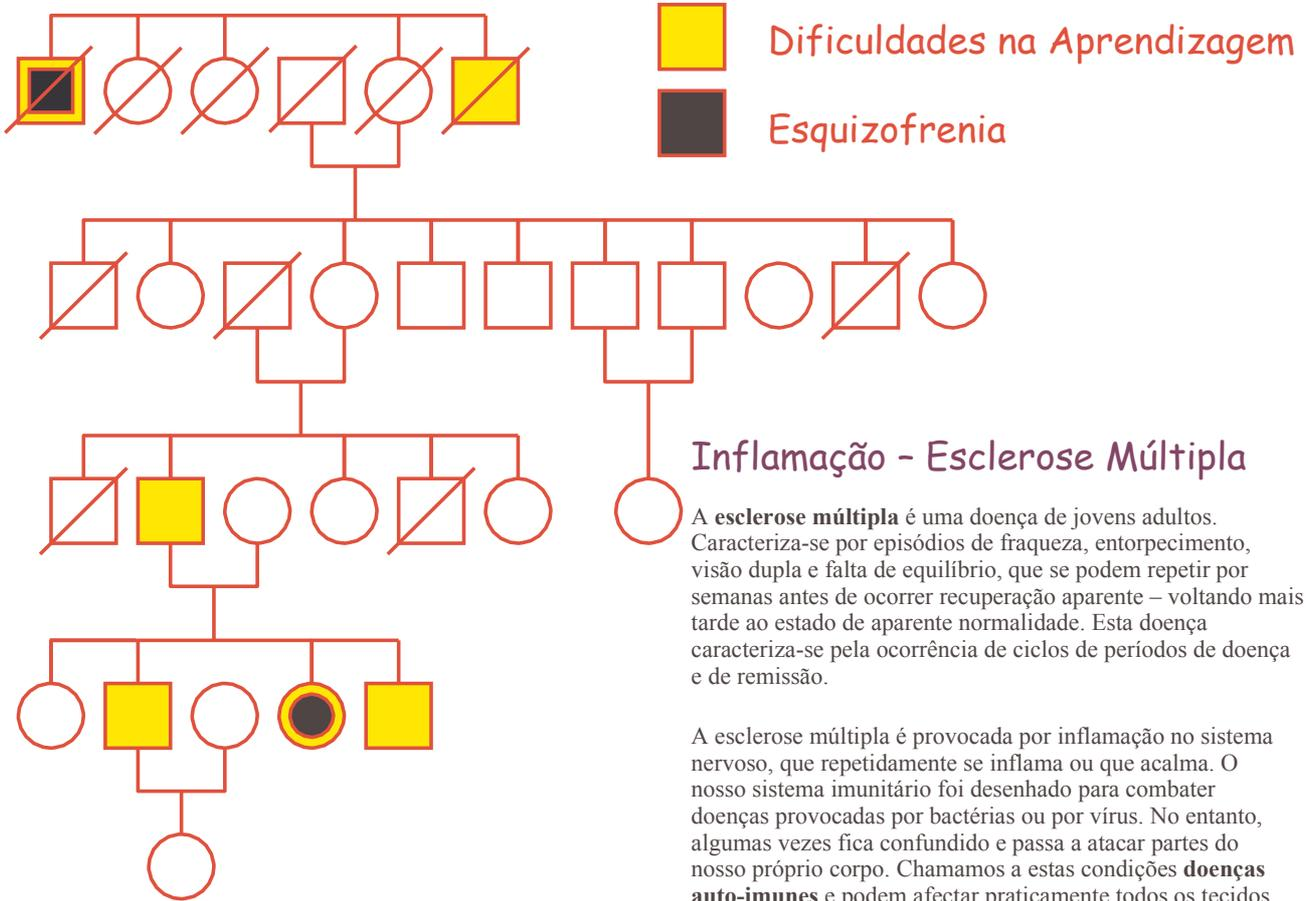 Dificuldades na Aprendizagem
Esquizofrenia
Inflamação – Esclerose Múltipla
A esclerose múltipla é uma doença de jovens adultos.
Caracteriza-se por episódios de fraqueza, entorpecimento,
visão dupla e falta de equilíbrio, que se podem repetir por
semanas antes de ocorrer recuperação aparente – voltando mais
tarde ao estado de aparente normalidade. Esta doença
caracteriza-se pela ocorrência de ciclos de períodos de doença
e de remissão.
A esclerose múltipla é provocada por inflamação no sistema
nervoso, que repetidamente se inflama ou que acalma. O
nosso sistema imunitário foi desenhado para combater
doenças provocadas por bactérias ou por vírus. No entanto,
algumas vezes fica confundido e passa a atacar partes do
nosso próprio corpo. Chamamos a estas condições doenças
auto-imunes e podem afectar praticamente todos os tecidos